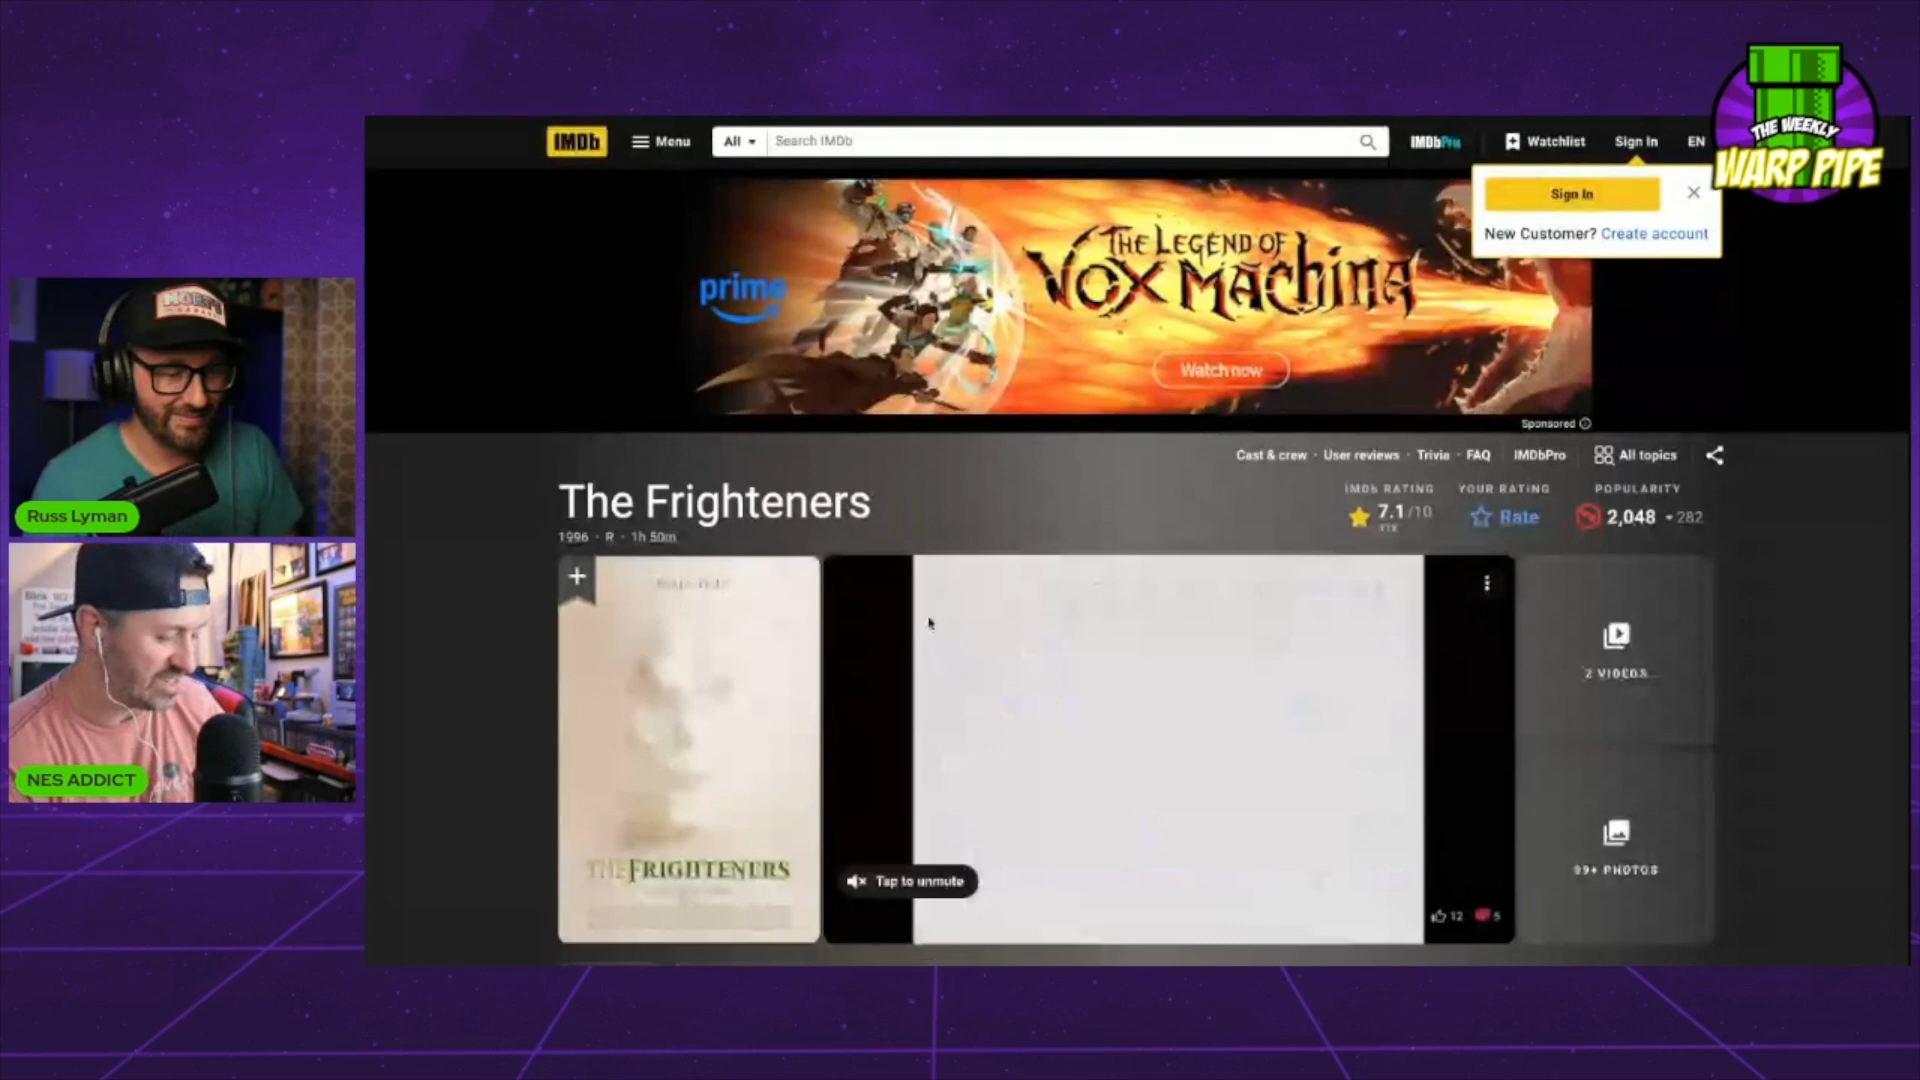 THE WEEKLY
WARP PIPE
IMDb
Menu
All
Search IMDb
IMDbPro
Watchlist
Sign In
EN
Sign In
New Customer? Create account
prime
THE LEGEND OF
VOX MACHINA
Watch now
Sponsored
Cast & crew · User reviews · Trivia · FAQ
IMDbPro
All topics
The Frighteners
1996 · R · 1h 50m
IMDb RATING
7.1/10
YOUR RATING
Rate
POPULARITY
2,048
282
THE FRIGHTENERS
Tap to unmute
12
5
2 VIDEOS
99+ PHOTOS
Russ Lyman
NES ADDICT